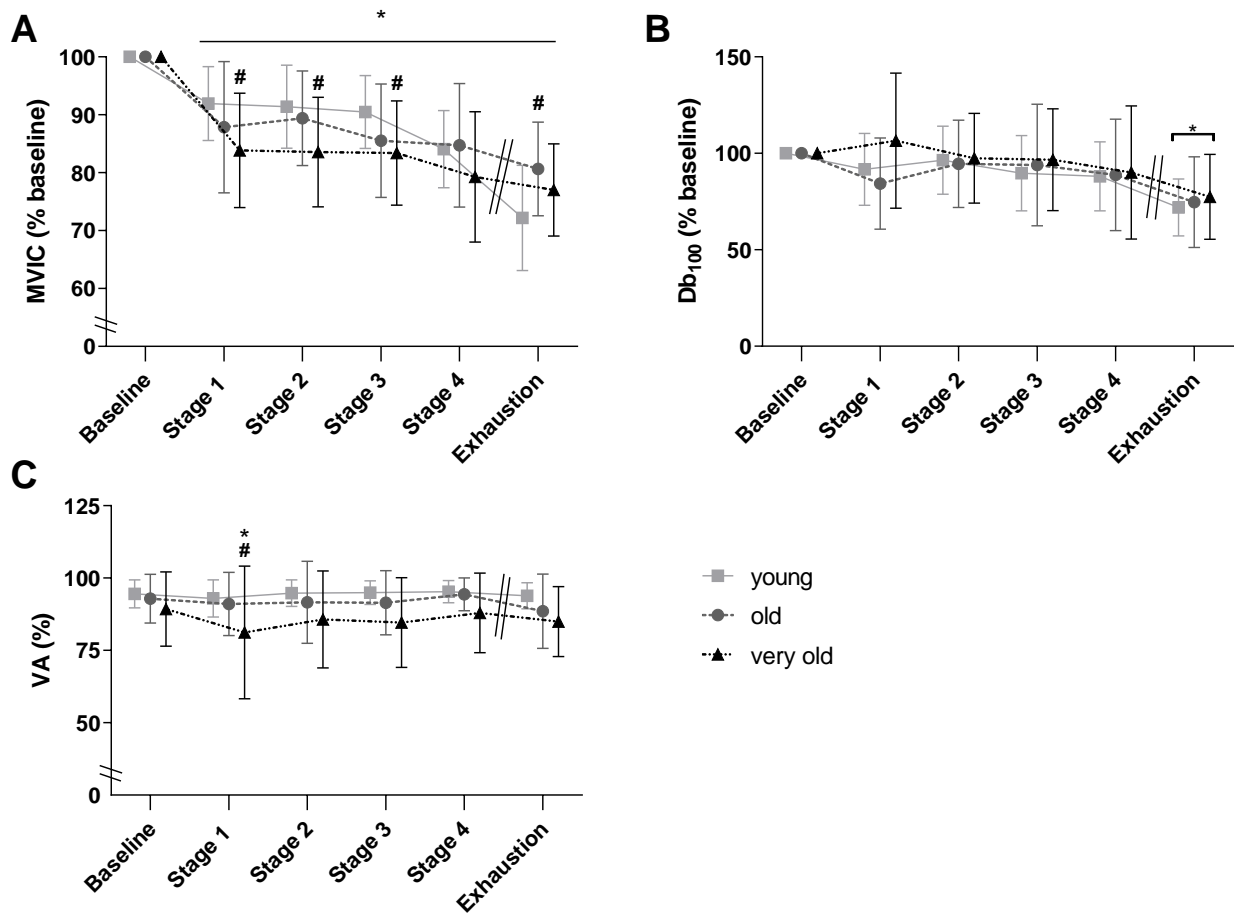 A
*
MVIC (% baseline)
100
90
80
70
60
0
# # # #
Baseline
Stage 1
Stage 2
Stage 3
Stage 4
Exhaustion
B
Db100 (% baseline)
150
100
50
0
*
Baseline
Stage 1
Stage 2
Stage 3
Stage 4
Exhaustion
C
VA (%)
125
100
75
50
0
*
#
Baseline
Stage 1
Stage 2
Stage 3
Stage 4
Exhaustion
young
old
very old